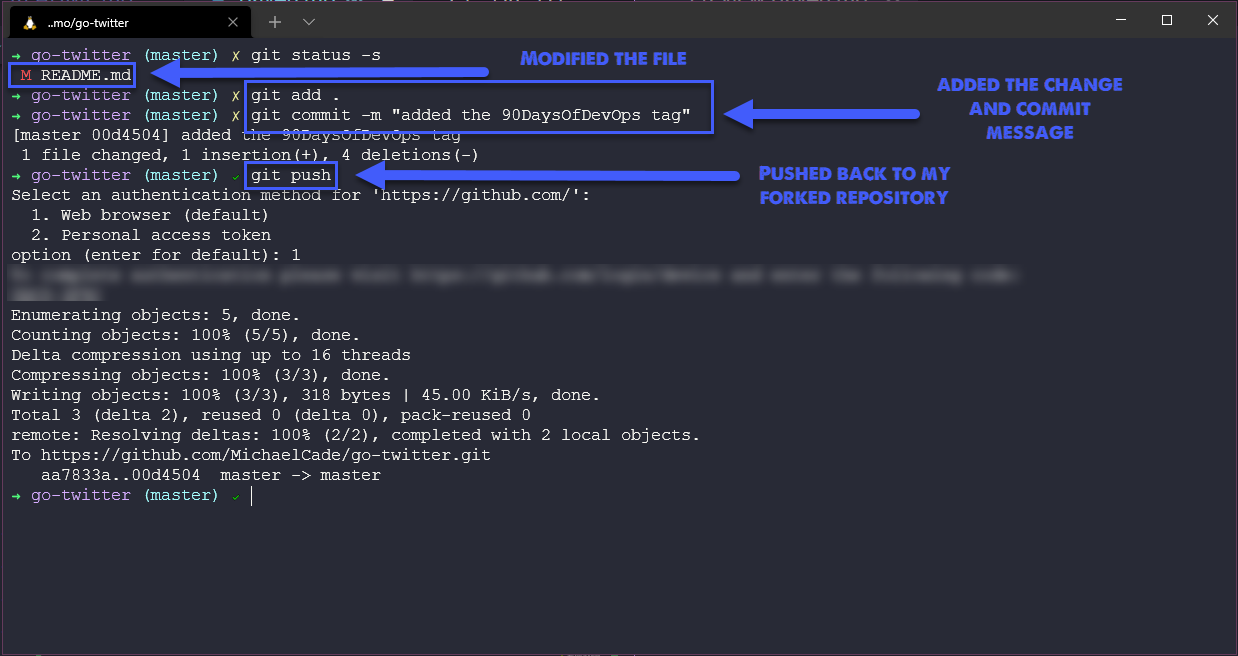 ..mo/go-twitter
→ go-twitter (master) ✗ git status -s
M README.md
Modified the file
→ go-twitter (master) ✗ git add .
→ go-twitter (master) ✗ git commit -m "added the 90DaysOfDevOps tag"
added the change
and commit
message
[master 00d4504] added the 90DaysOfDevOps tag
1 file changed, 1 insertion(+), 4 deletions(-)
→ go-twitter (master) ✓ git push
Pushed back to my
forked repository
Select an authentication method for 'https://github.com/':
1. Web browser (default)
2. Personal access token
option (enter for default): 1
Enumerating objects: 5, done.
Counting objects: 100% (5/5), done.
Delta compression using up to 16 threads
Compressing objects: 100% (3/3), done.
Writing objects: 100% (3/3), 318 bytes | 45.00 KiB/s, done.
Total 3 (delta 2), reused 0 (delta 0), pack-reused 0
remote: Resolving deltas: 100% (2/2), completed with 2 local objects.
To https://github.com/MichaelCade/go-twitter.git
aa7833a..00d4504  master -> master
→ go-twitter (master) ✓